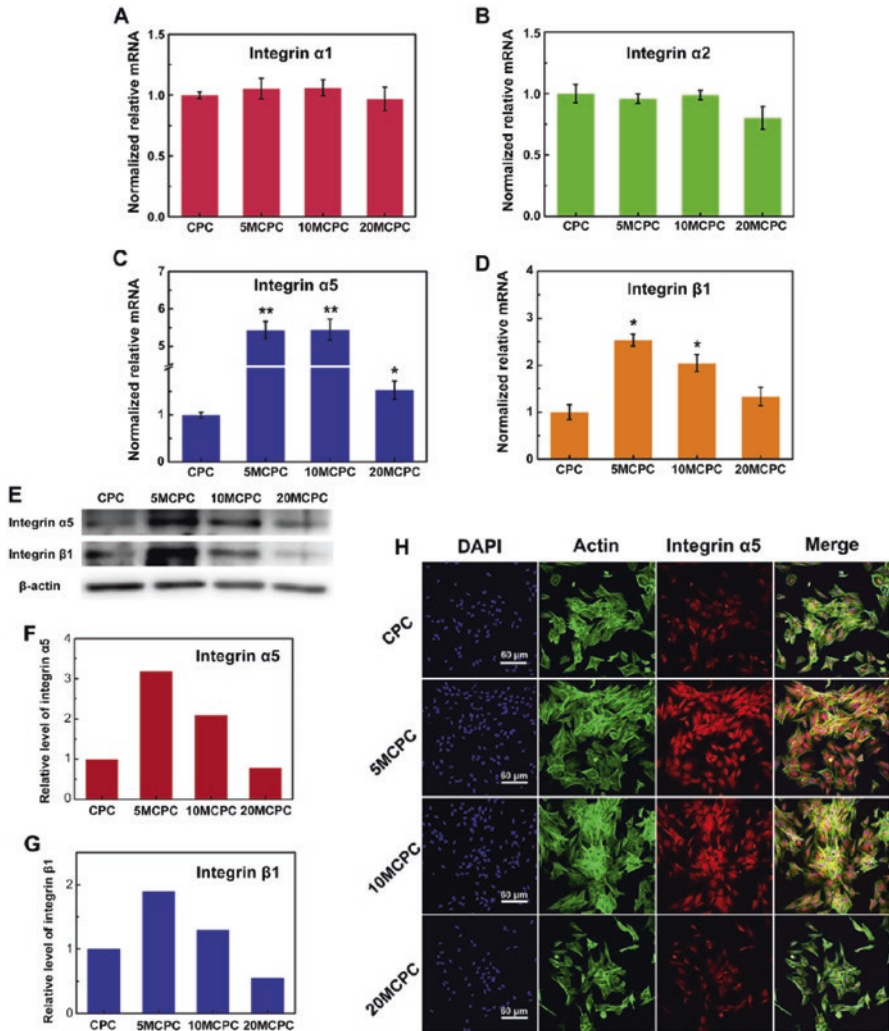 A
Normalized relative mRNA
Integrin α1
1.5
1.0
0.5
0.0
CPC 5MCPC 10MCPC 20MCPC
B
Normalized relative mRNA
Integrin α2
1.5
1.0
0.5
0.0
CPC 5MCPC 10MCPC 20MCPC
C
Normalized relative mRNA
Integrin α5
7
6
5
1
0
** ** *
CPC 5MCPC 10MCPC 20MCPC
D
Normalized relative mRNA
Integrin β1
4
3
2
1
0
* *
CPC 5MCPC 10MCPC 20MCPC
E
CPC 5MCPC 10MCPC 20MCPC
Integrin α5
Integrin β1
β-actin
F
Relative level of integrin α5
Integrin α5
4
3
2
1
0
CPC 5MCPC 10MCPC 20MCPC
G
Relative level of integrin β1
Integrin β1
2
1
0
CPC 5MCPC 10MCPC 20MCPC
H
DAPI Actin Integrin α5 Merge
CPC
60 µm
5MCPC
60 µm
10MCPC
60 µm
20MCPC
60 µm